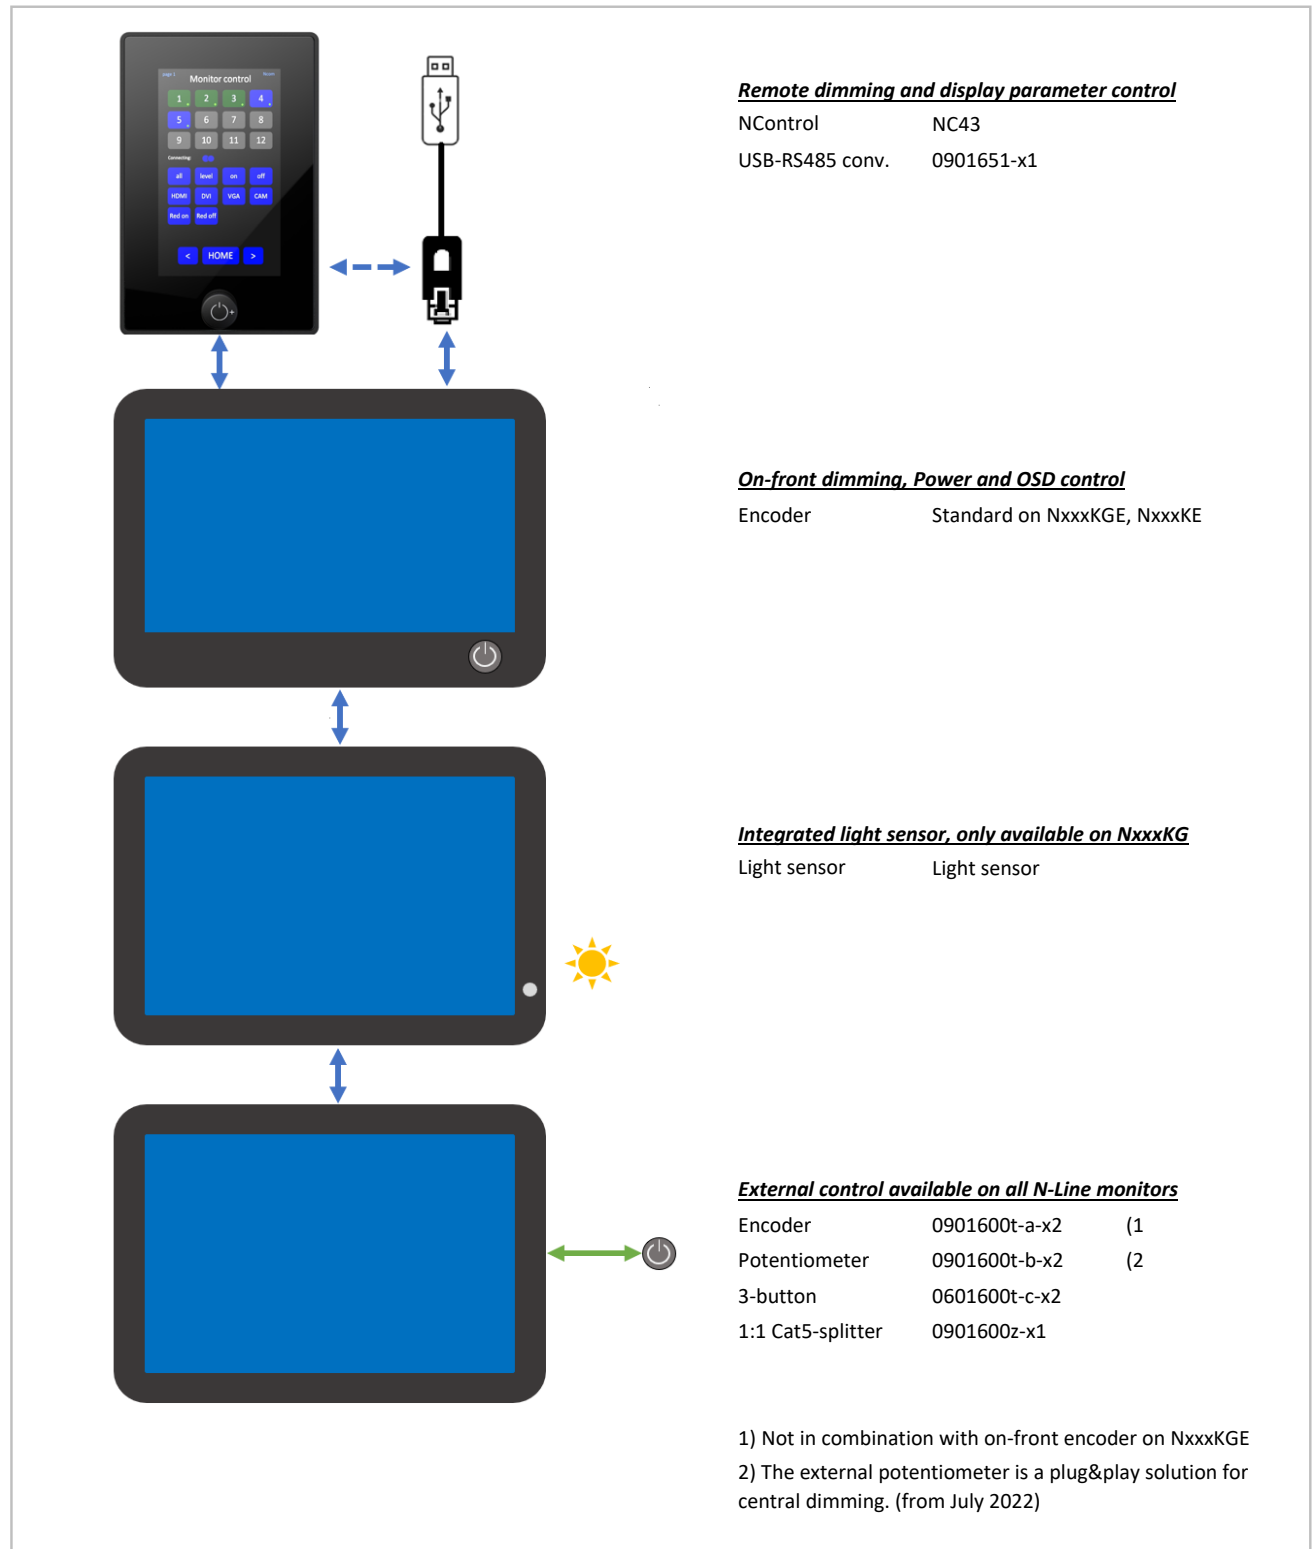 page 1 Monitor control Ncom
1 2 3 4
5 6 7 8
9 10 11 12
Connecting:
all level on off
HDMI DVI VGA CAM
Red on Red off
< HOME >
Remote dimming and display parameter control
NControl NC43
USB-RS485 conv. 0901651-x1
On-front dimming, Power and OSD control
Encoder Standard on NxxxKGE, NxxxKE
Integrated light sensor, only available on NxxxKG
Light sensor Light sensor
External control available on all N-Line monitors
Encoder 0901600t-a-x2 (1
Potentiometer 0901600t-b-x2 (2
3-button 0601600t-c-x2
1:1 Cat5-splitter 0901600z-x1
1) Not in combination with on-front encoder on NxxxKGE
2) The external potentiometer is a plug&play solution for
central dimming. (from July 2022)